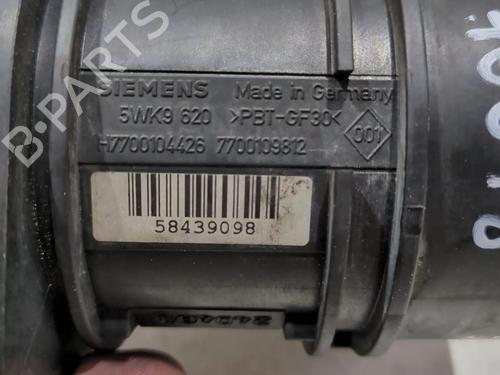 B-PARTS
SIEMENS Made in Germany
5WK9 620 >PBT-GF30< 001
H7700104426 7700109812
58439098